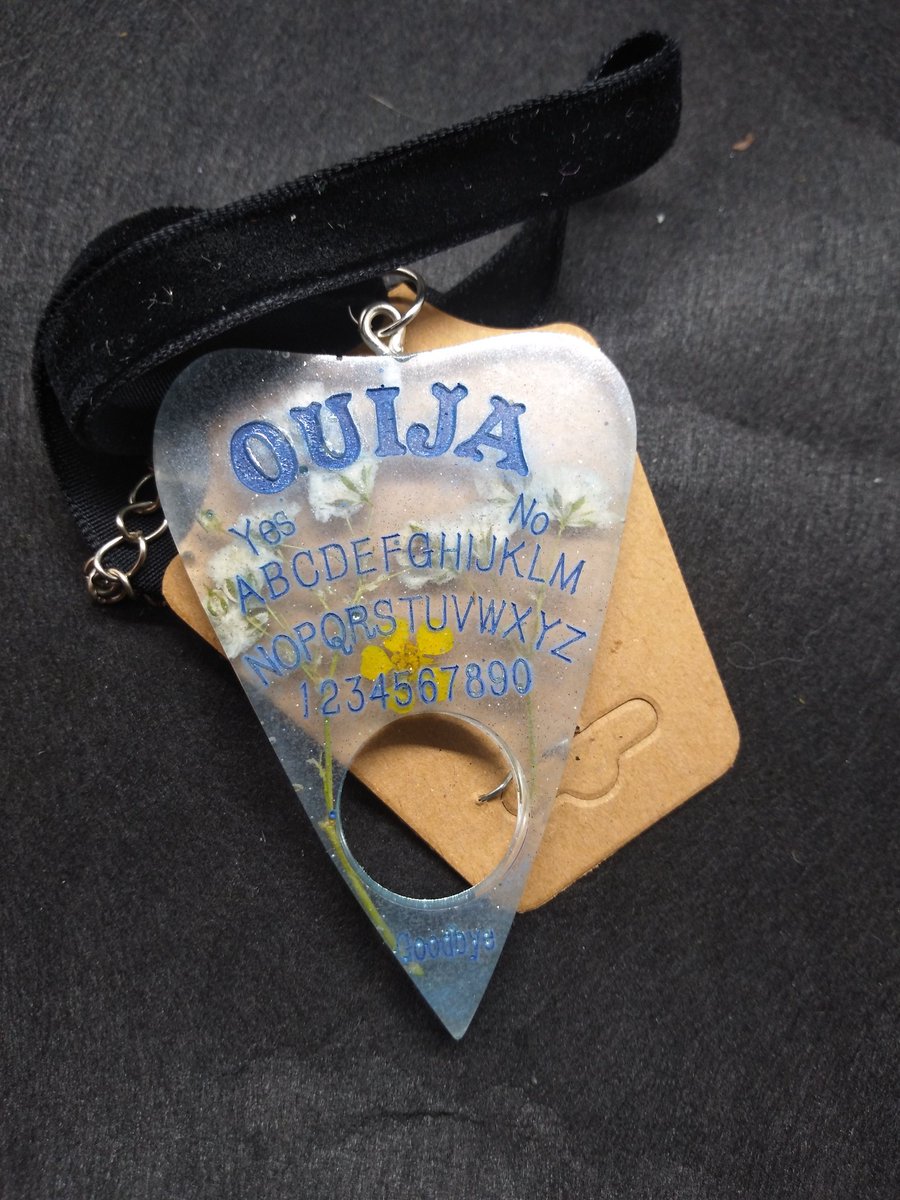 OUIJA
Yes No
ABCDEFGHIJKLM
NOPQRSTUVWXYZ
1234567890
Goodbye